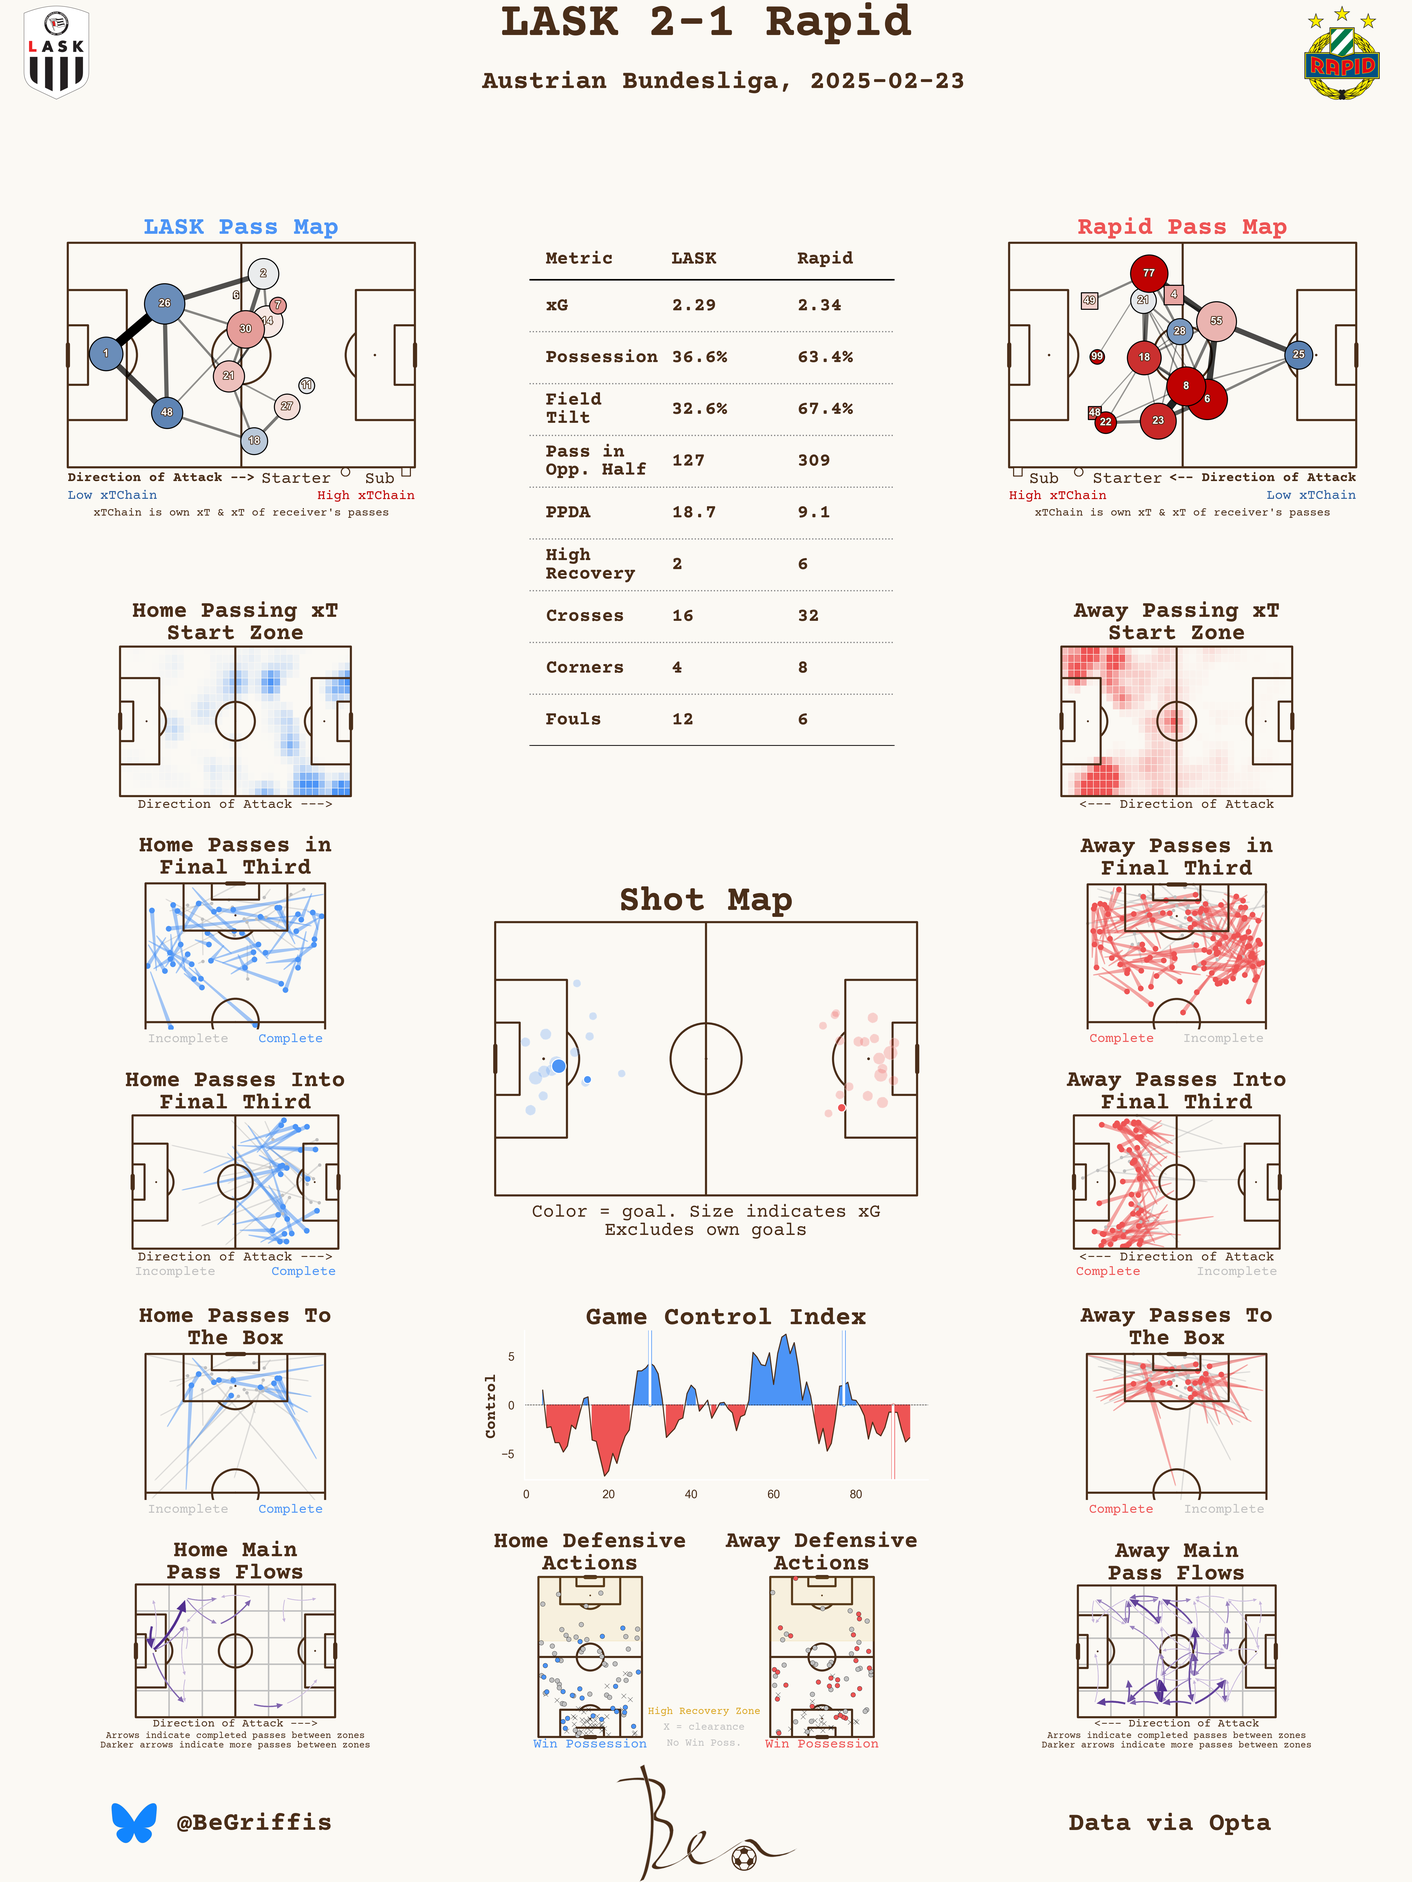 LASK 2-1 Rapid
Austrian Bundesliga, 2025-02-23
LASK
RAPID
LASK Pass Map
2
6
7
26
14
30
1
21
11
27
48
18
Direction of Attack --> Starter Sub
Low xTChain High xTChain
xTChain is own xT & xT of receiver's passes
Metric LASK Rapid
xG 2.29 2.34
Possession 36.6% 63.4%
Field
Tilt 32.6% 67.4%
Pass in
Opp. Half 127 309
PPDA 18.7 9.1
High
Recovery 2 6
Crosses 16 32
Corners 4 8
Fouls 12 6
Rapid Pass Map
77
49
21
4
55
28
99
18
25
8
6
48
22
23
Sub Starter <-- Direction of Attack
High xTChain Low xTChain
xTChain is own xT & xT of receiver's passes
Home Passing xT
Start Zone
Direction of Attack --->
Away Passing xT
Start Zone
<--- Direction of Attack
Home Passes in
Final Third
Incomplete Complete
Away Passes in
Final Third
Complete Incomplete
Shot Map
Color = goal. Size indicates xG
Excludes own goals
Home Passes Into
Final Third
Direction of Attack --->
Incomplete Complete
Away Passes Into
Final Third
<--- Direction of Attack
Complete Incomplete
Home Passes To
The Box
Incomplete Complete
Game Control Index
Control
5
0
−5
0 20 40 60 80
Away Passes To
The Box
Complete Incomplete
Home Main
Pass Flows
Direction of Attack --->
Arrows indicate completed passes between zones
Darker arrows indicate more passes between zones
Home Defensive
Actions
Win Possession
High Recovery Zone
X = clearance
No Win Poss.
Away Defensive
Actions
Win Possession
Away Main
Pass Flows
<--- Direction of Attack
Arrows indicate completed passes between zones
Darker arrows indicate more passes between zones
@BeGriffis
Data via Opta